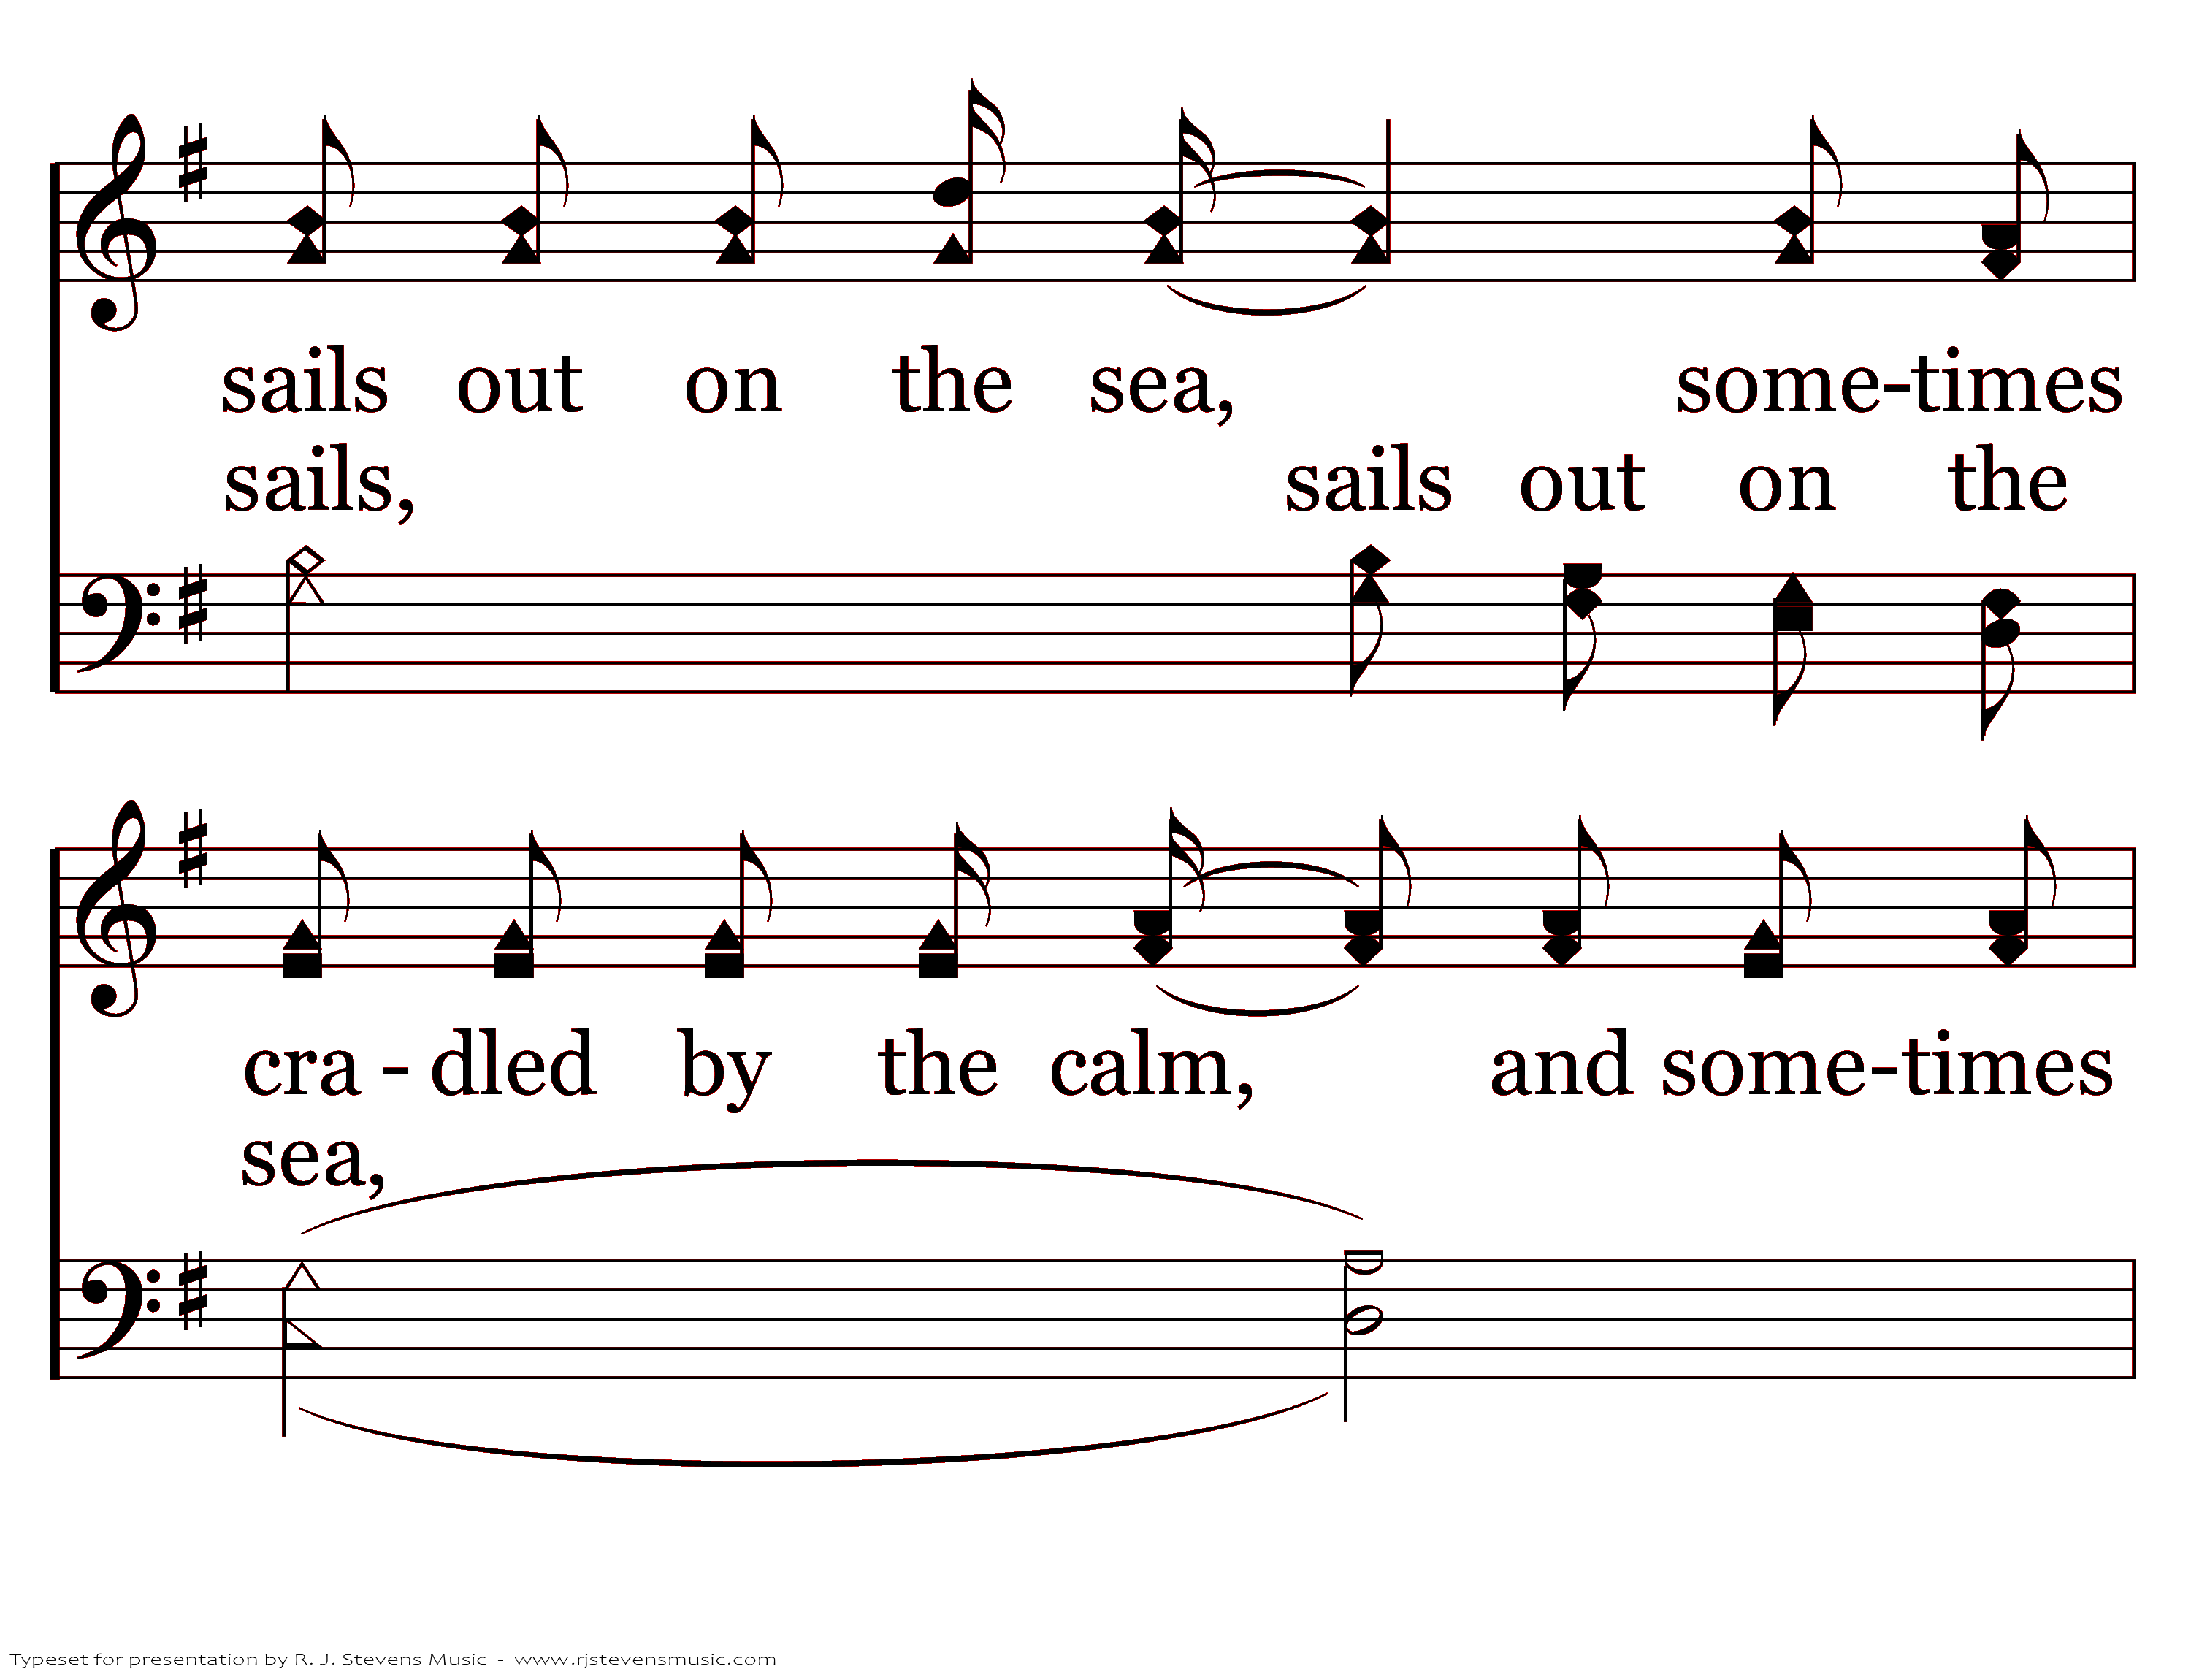 sails out on the sea, some-times
sails, sails out on the
cra - dled by the calm, and some-times
sea,
Typeset for presentation by R. J. Stevens Music - www.rjstevensmusic.com